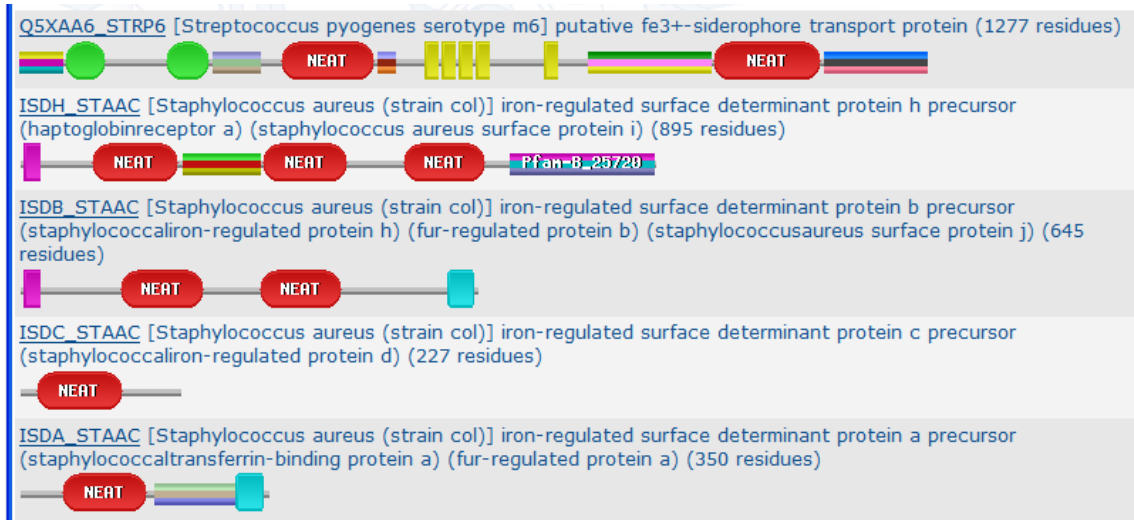 Q5XAA6_STRP6 [Streptococcus pyogenes serotype m6] putative fe3+-siderophore transport protein (1277 residues)
NEAT NEAT
ISDH_STAAC [Staphylococcus aureus (strain col)] iron-regulated surface determinant protein h precursor
(haptoglobinreceptor a) (staphylococcus aureus surface protein i) (895 residues)
NEAT NEAT NEAT Pfam-B_25720
ISDB_STAAC [Staphylococcus aureus (strain col)] iron-regulated surface determinant protein b precursor
(staphylococcaliron-regulated protein h) (fur-regulated protein b) (staphylococcusaureus surface protein j) (645
residues)
NEAT NEAT
ISDC_STAAC [Staphylococcus aureus (strain col)] iron-regulated surface determinant protein c precursor
(staphylococcaliron-regulated protein d) (227 residues)
NEAT
ISDA_STAAC [Staphylococcus aureus (strain col)] iron-regulated surface determinant protein a precursor
(staphylococcaltransferrin-binding protein a) (fur-regulated protein a) (350 residues)
NEAT